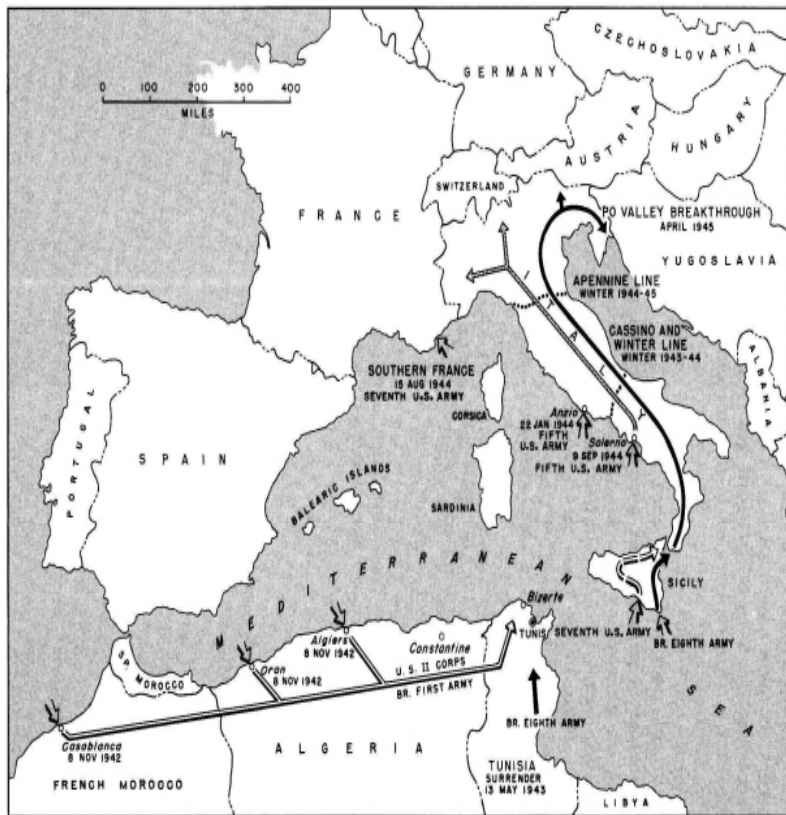 CZECHOSLOVAKIA
GERMANY
0 100 200 300 400
MILES
AUSTRIA
HUNGARY
SWITZERLAND
FRANCE
PO VALLEY BREAKTHROUGH
APRIL 1945
YUGOSLAVIA
APENNINE LINE
WINTER 1944-45
ITALY
CASSINO AND
WINTER LINE
WINTER 1943-44
ALBANIA
SOUTHERN FRANCE
15 AUG 1944
SEVENTH U.S. ARMY
CORSICA
Anzio
22 JAN 1944
FIFTH
U.S. ARMY
Salerno
9 SEP 1944
FIFTH U.S. ARMY
PORTUGAL
SPAIN
BALEARIC ISLANDS
SARDINIA
MEDITERRANEAN
SEA
SICILY
Bizerte
TUNIS
SEVENTH U.S. ARMY
BR. EIGHTH ARMY
Algiers
8 NOV 1942
Constantine
SP. MOROCCO
Oran
8 NOV 1942
U.S. II CORPS
BR. FIRST ARMY
BR. EIGHTH ARMY
Casablanca
8 NOV 1942
ALGERIA
FRENCH MOROCCO
TUNISIA
SURRENDER
13 MAY 1943
LIBYA